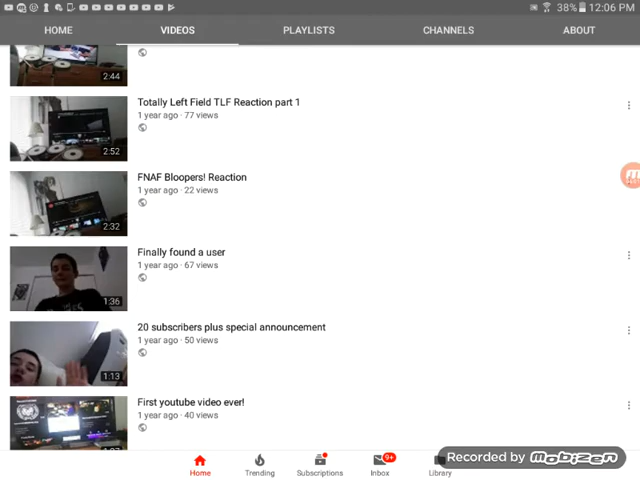 38% 12:06 PM
HOME VIDEOS PLAYLISTS CHANNELS ABOUT
2:44
Totally Left Field TLF Reaction part 1
1 year ago · 77 views
2:52
FNAF Bloopers! Reaction
1 year ago · 22 views
2:32
Finally found a user
1 year ago · 67 views
1:36
20 subscribers plus special announcement
1 year ago · 50 views
1:13
First youtube video ever!
1 year ago · 40 views
9+
Home Trending Subscriptions Inbox Library
Recorded by Mobizen